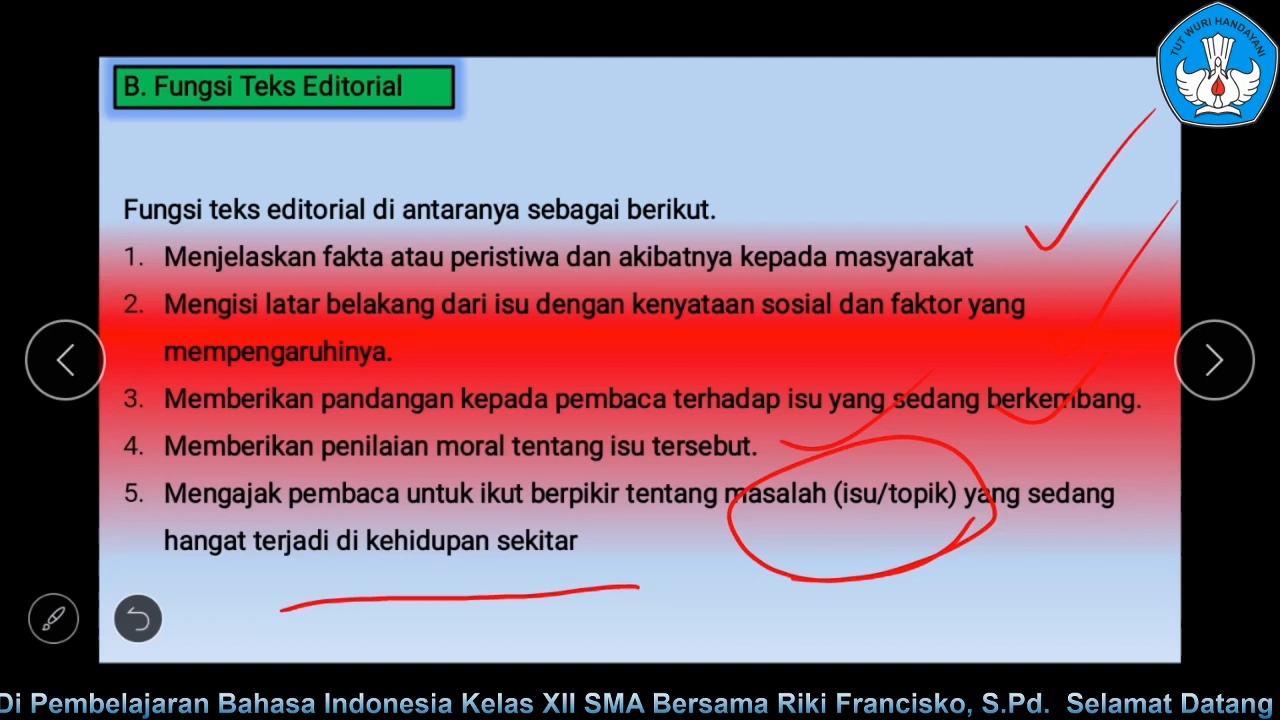 TUT WURI HANDAYANI
B. Fungsi Teks Editorial
Fungsi teks editorial di antaranya sebagai berikut.
1. Menjelaskan fakta atau peristiwa dan akibatnya kepada masyarakat
2. Mengisi latar belakang dari isu dengan kenyataan sosial dan faktor yang
mempengaruhinya.
3. Memberikan pandangan kepada pembaca terhadap isu yang sedang berkembang.
4. Memberikan penilaian moral tentang isu tersebut.
5. Mengajak pembaca untuk ikut berpikir tentang masalah (isu/topik) yang sedang
hangat terjadi di kehidupan sekitar
Di Pembelajaran Bahasa Indonesia Kelas XII SMA Bersama Riki Francisko, S.Pd. Selamat Datang